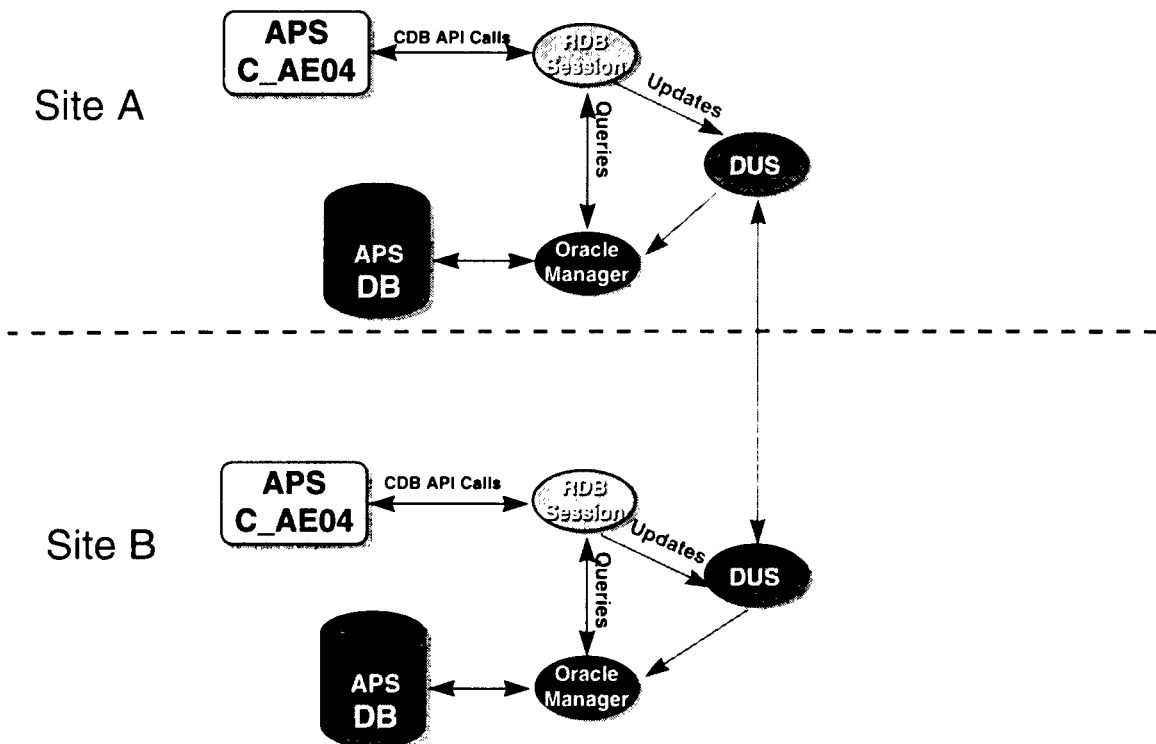 APS
C_AE04
CDB API Calls
RDB
Session
Updates
Site A
Queries
DUS
APS
DB
Oracle
Manager
APS
C_AE04
CDB API Calls
RDB
Session
Updates
Site B
Queries
DUS
APS
DB
Oracle
Manager